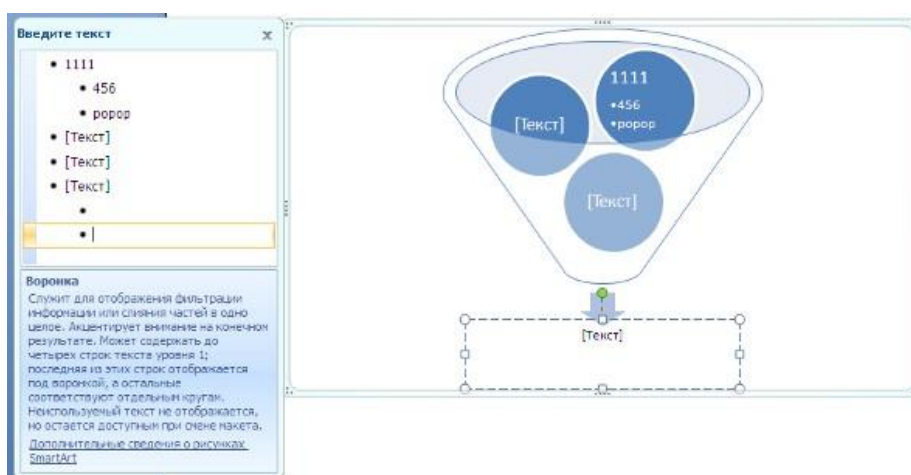 Введите текст
1111
456
popop
[Текст]
[Текст]
[Текст]
Воронка
Служит для отображения фильтрации
информации или слияния частей в одно
целое. Акцентирует внимание на конечном
результате. Может содержать до
четырех строк текста уровня 1;
последняя из этих строк отображается
под воронкой, а остальные
соответствуют отдельным кругам.
Неиспользуемый текст не отображается,
но остается доступным при смене макета.
Дополнительные сведения о рисунках
SmartArt
1111
•456
•popop
[Текст]
[Текст]
[Текст]